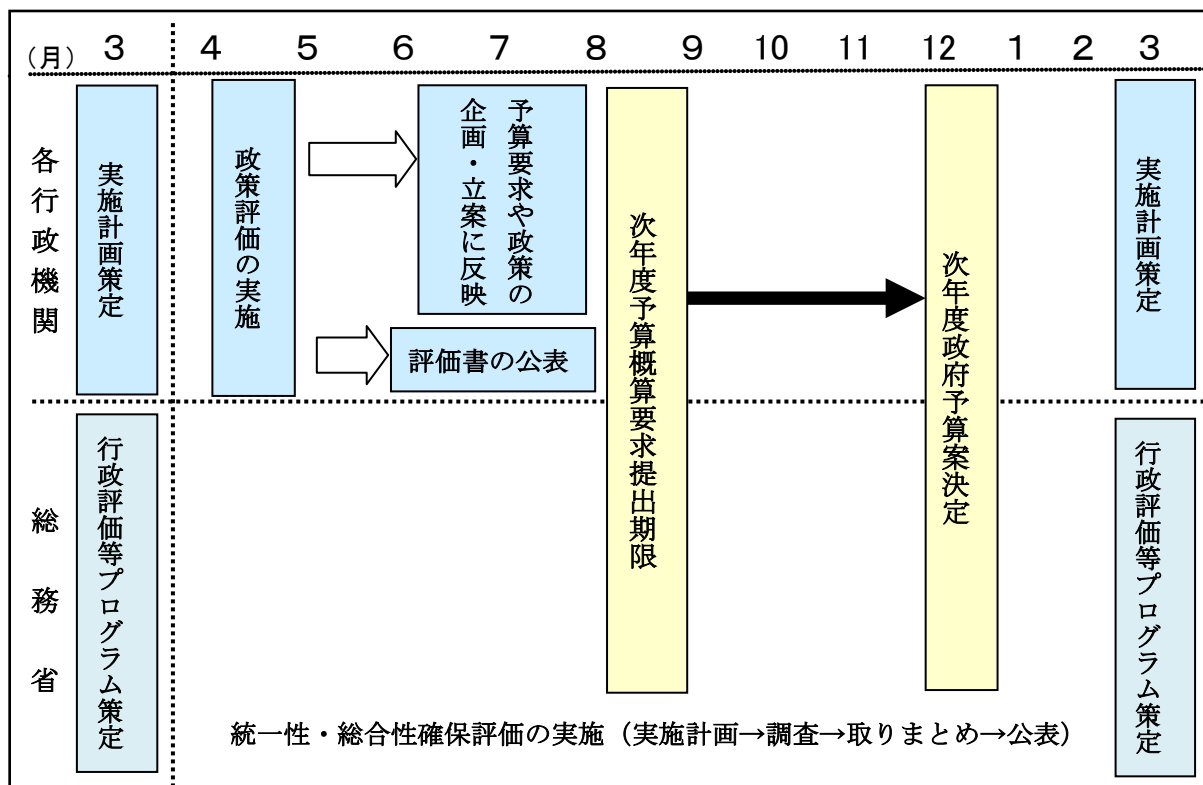 (月) 3 4 5 6 7 8 9 10 11 12 1 2 3
各行政機関
実施計画策定
政策評価の実施
予算要求や政策の
企画・立案に反映
評価書の公表
次年度予算概算要求提出期限
次年度政府予算案決定
実施計画策定
総務省
行政評価等プログラム策定
統一性・総合性確保評価の実施（実施計画→調査→取りまとめ→公表）
行政評価等プログラム策定